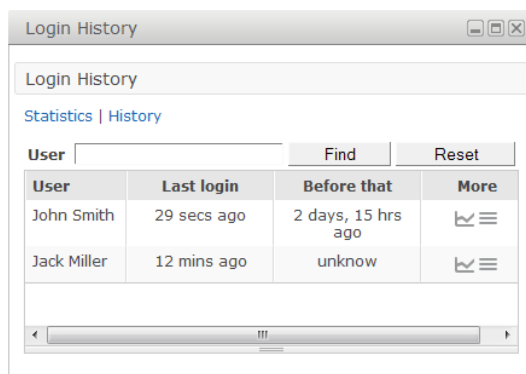 Login History
Login History
Statistics | History
User Find Reset
User Last login Before that More
John Smith 29 secs ago 2 days, 15 hrs
ago
Jack Miller 12 mins ago unknow